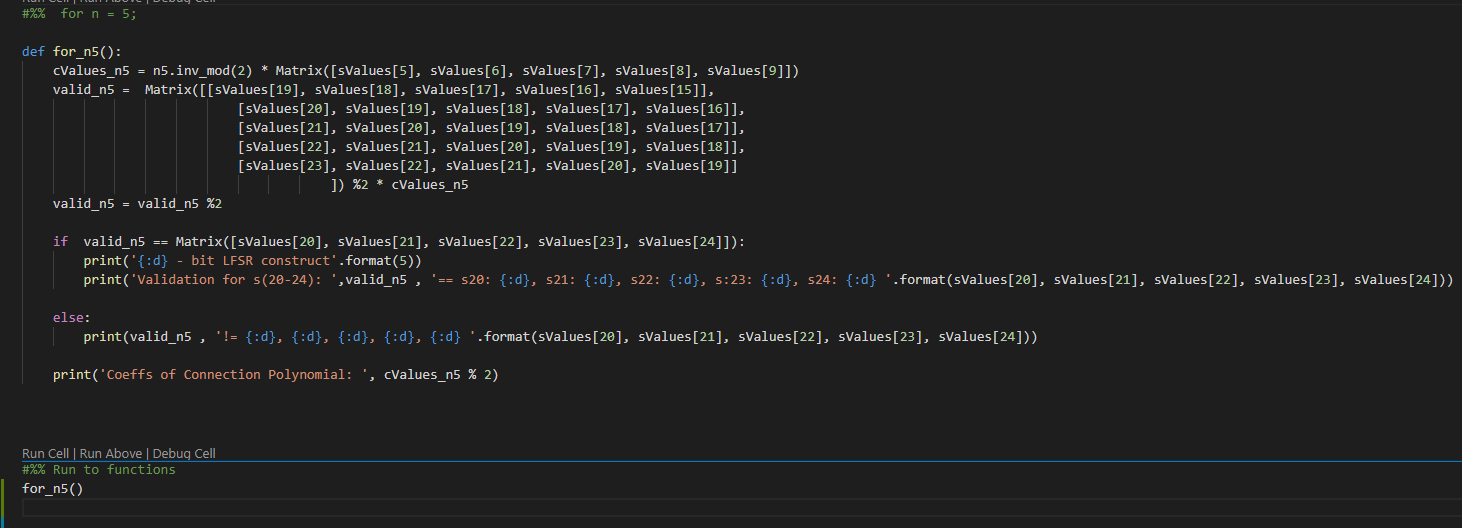 Run Cell | Run Above | Debug Cell
#%%  for n = 5;
def for_n5():
    cValues_n5 = n5.inv_mod(2) * Matrix([sValues[5], sValues[6], sValues[7], sValues[8], sValues[9]])
    valid_n5 =  Matrix([[sValues[19], sValues[18], sValues[17], sValues[16], sValues[15]],
                            [sValues[20], sValues[19], sValues[18], sValues[17], sValues[16]],
                            [sValues[21], sValues[20], sValues[19], sValues[18], sValues[17]],
                            [sValues[22], sValues[21], sValues[20], sValues[19], sValues[18]],
                            [sValues[23], sValues[22], sValues[21], sValues[20], sValues[19]]
                                        ]) %2 * cValues_n5
    valid_n5 = valid_n5 %2
    if  valid_n5 == Matrix([sValues[20], sValues[21], sValues[22], sValues[23], sValues[24]]):
        print('{:d} - bit LFSR construct'.format(5))
        print('Validation for s(20-24): ',valid_n5 , '== s20: {:d}, s21: {:d}, s22: {:d}, s:23: {:d}, s24: {:d} '.format(sValues[20], sValues[21], sValues[22], sValues[23], sValues[24]))
    else:
        print(valid_n5 , '!= {:d}, {:d}, {:d}, {:d}, {:d} '.format(sValues[20], sValues[21], sValues[22], sValues[23], sValues[24]))
    print('Coeffs of Connection Polynomial: ', cValues_n5 % 2)
Run Cell | Run Above | Debug Cell
#%% Run to functions
for_n5()